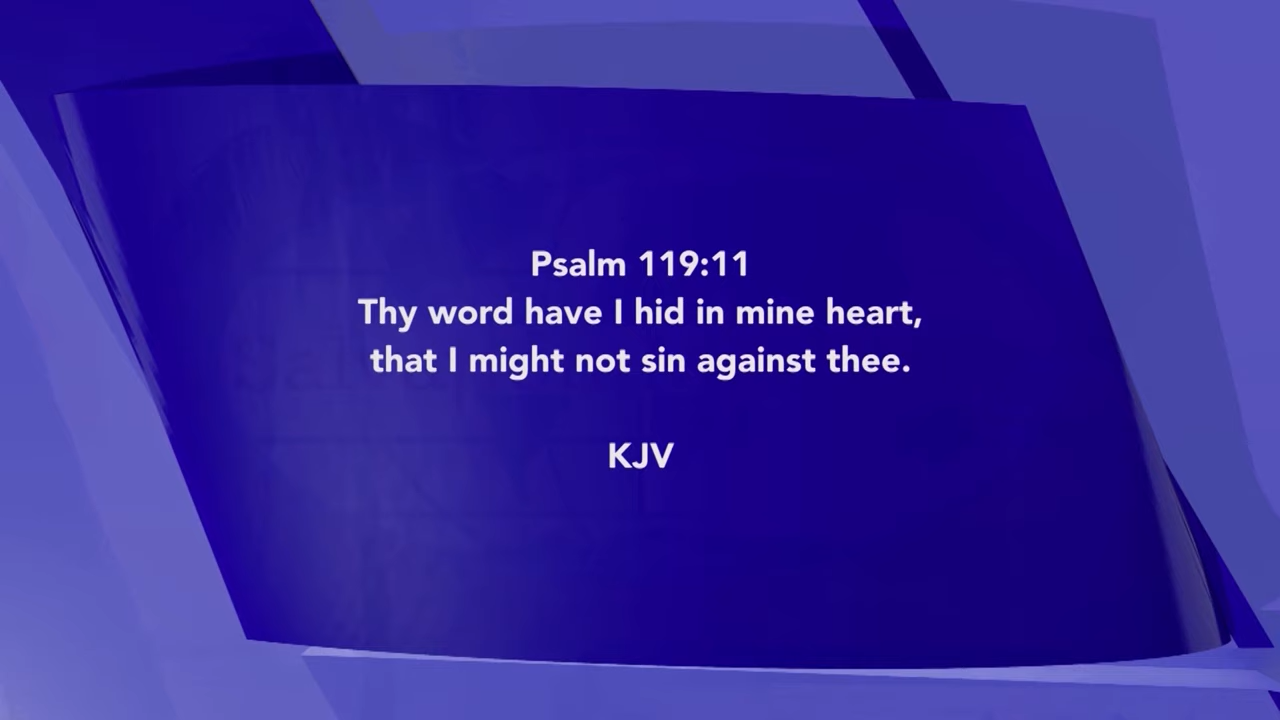 Psalm 119:11
Thy word have I hid in mine heart,
that I might not sin against thee.
KJV